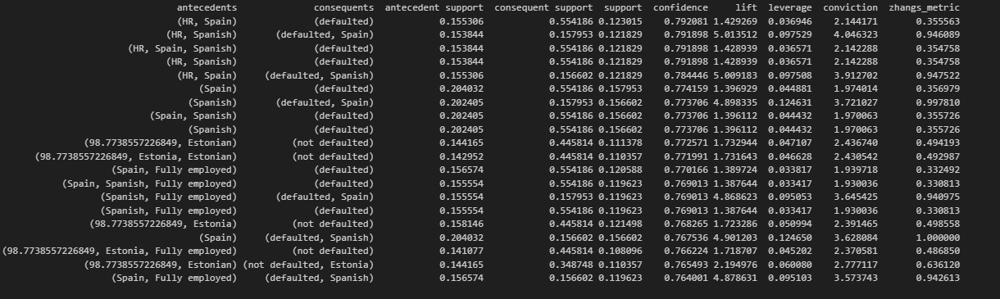 antecedents consequents antecedent support consequent support support confidence lift leverage conviction zhangs_metric
(HR, Spain) (defaulted) 0.155306 0.554186 0.123015 0.792081 1.429269 0.036946 2.144171 0.355563
(HR, Spanish) (defaulted, Spain) 0.153844 0.157953 0.121829 0.791898 5.013512 0.097529 4.046323 0.946089
(HR, Spain, Spanish) (defaulted) 0.153844 0.554186 0.121829 0.791898 1.428939 0.036571 2.142288 0.354758
(HR, Spanish) (defaulted) 0.153844 0.554186 0.121829 0.791898 1.428939 0.036571 2.142288 0.354758
(HR, Spain) (defaulted, Spanish) 0.155306 0.156602 0.121829 0.784446 5.009183 0.097508 3.912702 0.947522
(Spain) (defaulted) 0.204032 0.554186 0.157953 0.774159 1.396929 0.044881 1.974014 0.356979
(Spanish) (defaulted, Spain) 0.202405 0.157953 0.156602 0.773706 4.898335 0.124631 3.721027 0.997810
(Spain, Spanish) (defaulted) 0.202405 0.554186 0.156602 0.773706 1.396112 0.044432 1.970063 0.355726
(Spanish) (defaulted) 0.202405 0.554186 0.156602 0.773706 1.396112 0.044432 1.970063 0.355726
(98.7738557226849, Estonian) (not defaulted) 0.144165 0.445814 0.111378 0.772571 1.732944 0.047107 2.436740 0.494193
(98.7738557226849, Estonia, Estonian) (not defaulted) 0.142952 0.445814 0.110357 0.771991 1.731643 0.046628 2.430542 0.492987
(Spain, Fully employed) (defaulted) 0.156574 0.554186 0.120588 0.770166 1.389724 0.033817 1.939718 0.332492
(Spain, Spanish, Fully employed) (defaulted) 0.155554 0.554186 0.119623 0.769013 1.387644 0.033417 1.930036 0.330813
(Spanish, Fully employed) (defaulted, Spain) 0.155554 0.157953 0.119623 0.769013 4.868623 0.095053 3.645425 0.940975
(Spanish, Fully employed) (defaulted) 0.155554 0.554186 0.119623 0.769013 1.387644 0.033417 1.930036 0.330813
(98.7738557226849, Estonia) (not defaulted) 0.158146 0.445814 0.121498 0.768265 1.723286 0.050994 2.391465 0.498558
(Spain) (defaulted, Spanish) 0.204032 0.156602 0.156602 0.767536 4.901203 0.124650 3.628084 1.000000
(98.7738557226849, Estonia, Fully employed) (not defaulted) 0.141077 0.445814 0.108096 0.766224 1.718707 0.045202 2.370581 0.486850
(98.7738557226849, Estonian) (not defaulted, Estonia) 0.144165 0.348748 0.110357 0.765493 2.194976 0.060080 2.777117 0.636120
(Spain, Fully employed) (defaulted, Spanish) 0.156574 0.156602 0.119623 0.764001 4.878631 0.095103 3.573743 0.942613